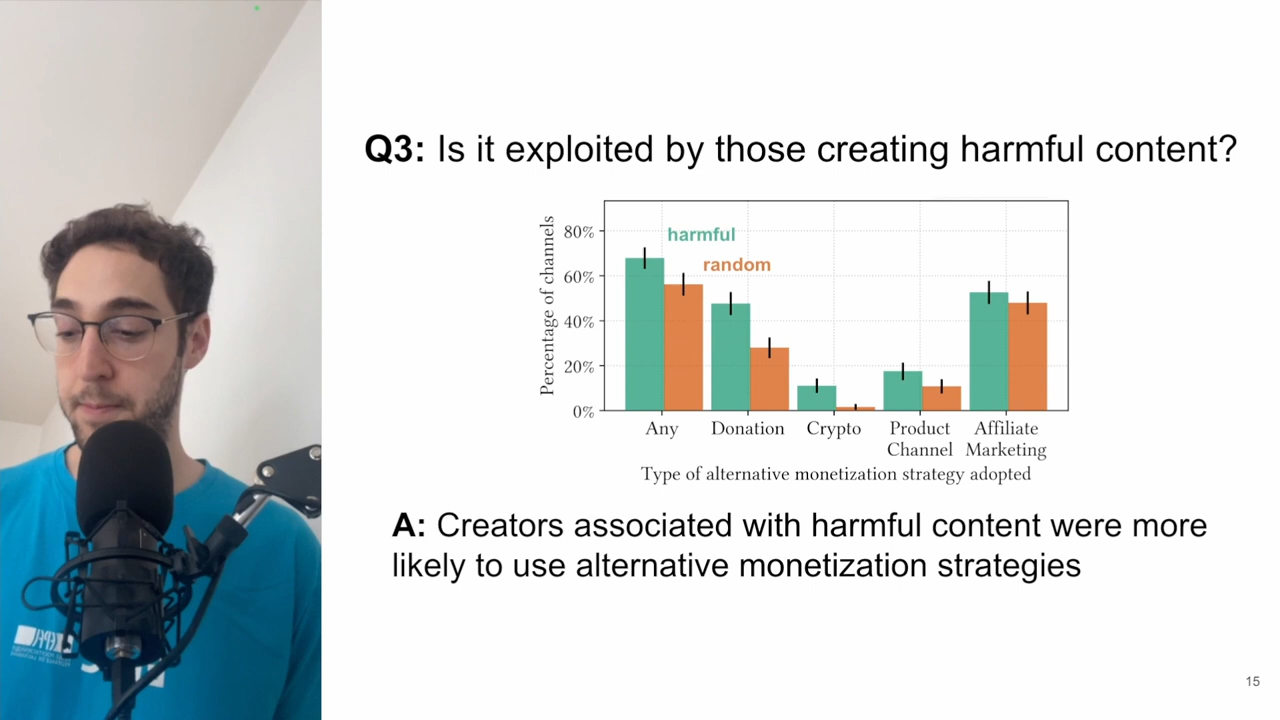 Q3: Is it exploited by those creating harmful content?
harmful
random
Percentage of channels
80%
60%
40%
20%
0%
Any
Donation
Crypto
Product
Channel
Affiliate
Marketing
Type of alternative monetization strategy adopted
A: Creators associated with harmful content were more
likely to use alternative monetization strategies
15